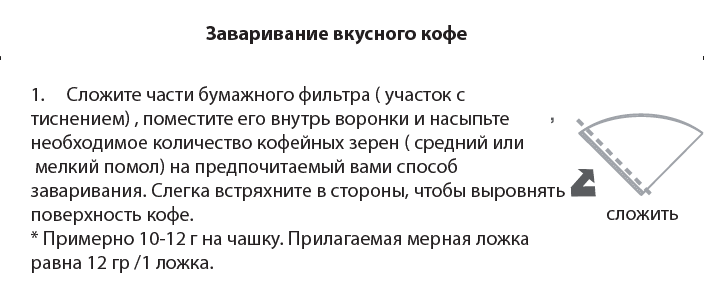 Заваривание вкусного кофе
1. Сложите части бумажного фильтра ( участок с
тиснением) , поместите его внутрь воронки и насыпьте
необходимое количество кофейных зерен ( средний или
мелкий помол) на предпочитаемый вами способ
заваривания. Слегка встряхните в стороны, чтобы выровнять
поверхность кофе.
* Примерно 10-12 г на чашку. Прилагаемая мерная ложка
равна 12 гр /1 ложка.
,
сложить